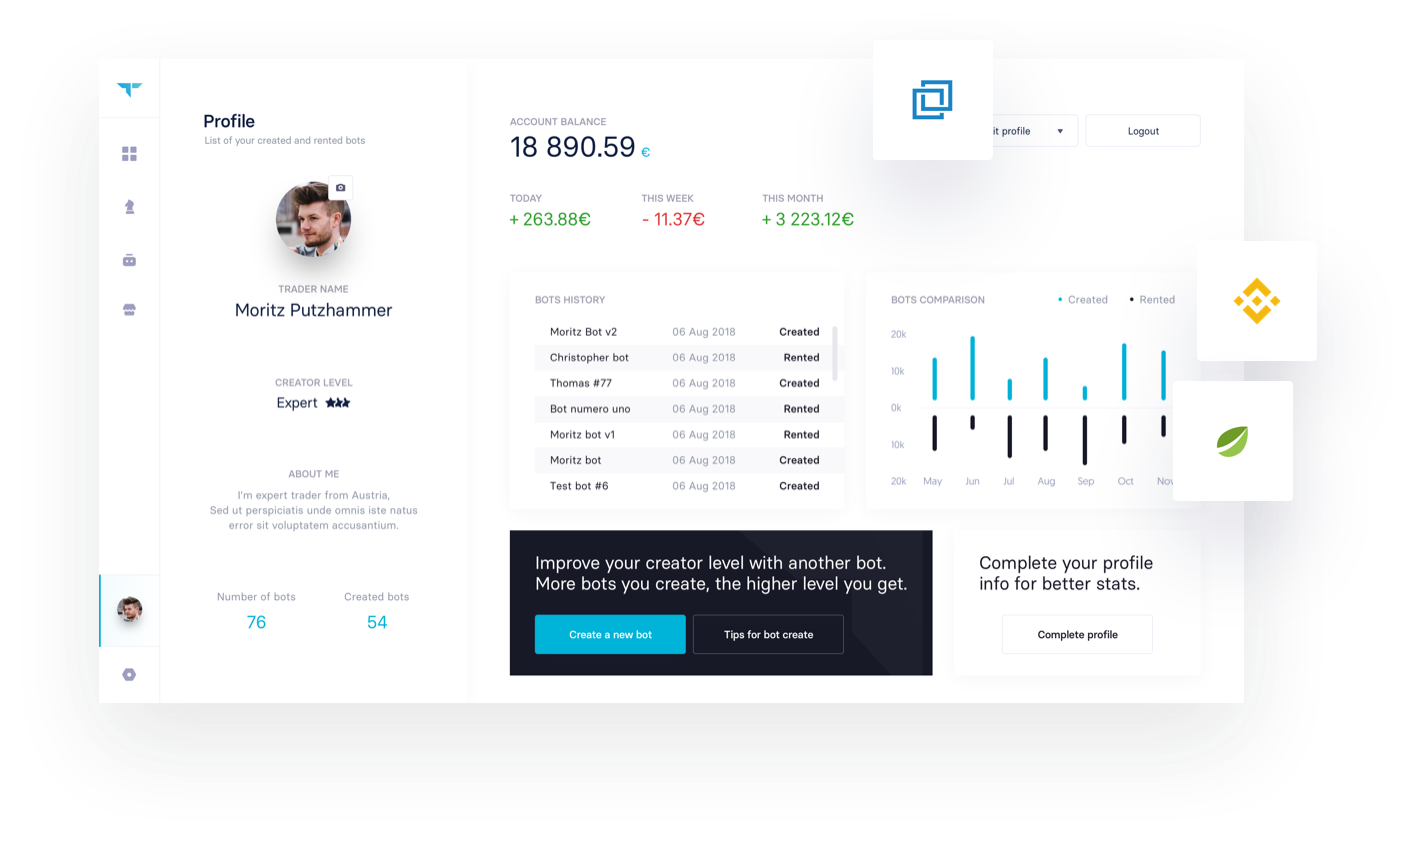 Profile
List of your created and rented bots
TRADER NAME
Moritz Putzhammer
CREATOR LEVEL
Expert
ABOUT ME
I'm expert trader from Austria,
Sed ut perspiciatis unde omnis iste natus
error sit voluptatem accusantium.
Number of bots
76
Created bots
54
ACCOUNT BALANCE
18 890.59 €
it profile
Logout
TODAY
+ 263.88€
THIS WEEK
- 11.37€
THIS MONTH
+ 3 223.12€
BOTS HISTORY
Moritz Bot v2 06 Aug 2018 Created
Christopher bot 06 Aug 2018 Rented
Thomas #77 06 Aug 2018 Created
Bot numero uno 06 Aug 2018 Rented
Moritz bot v1 06 Aug 2018 Rented
Moritz bot 06 Aug 2018 Created
Test bot #6 06 Aug 2018 Created
BOTS COMPARISON
Created Rented
20k
10k
0k
10k
20k May Jun Jul Aug Sep Oct Nov
Improve your creator level with another bot.
More bots you create, the higher level you get.
Create a new bot
Tips for bot create
Complete your profile
info for better stats.
Complete profile